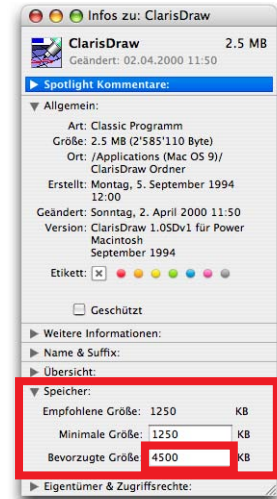 Infos zu: ClarisDraw
ClarisDraw 2.5 MB
Geändert: 02.04.2000 11:50
Spotlight Kommentare:
Allgemein:
Art: Classic Programm
Größe: 2.5 MB (2'585'110 Byte)
Ort: /Applications (Mac OS 9)/
ClarisDraw Ordner
Erstellt: Montag, 5. September 1994
12:00
Geändert: Sonntag, 2. April 2000 11:50
Version: ClarisDraw 1.0SDv1 für Power
Macintosh
September 1994
Etikett:
Geschützt
Weitere Informationen:
Name & Suffix:
Übersicht:
Speicher:
Empfohlene Größe: 1250 KB
Minimale Größe: 1250 KB
Bevorzugte Größe: 4500 KB
Eigentümer & Zugriffsrechte: